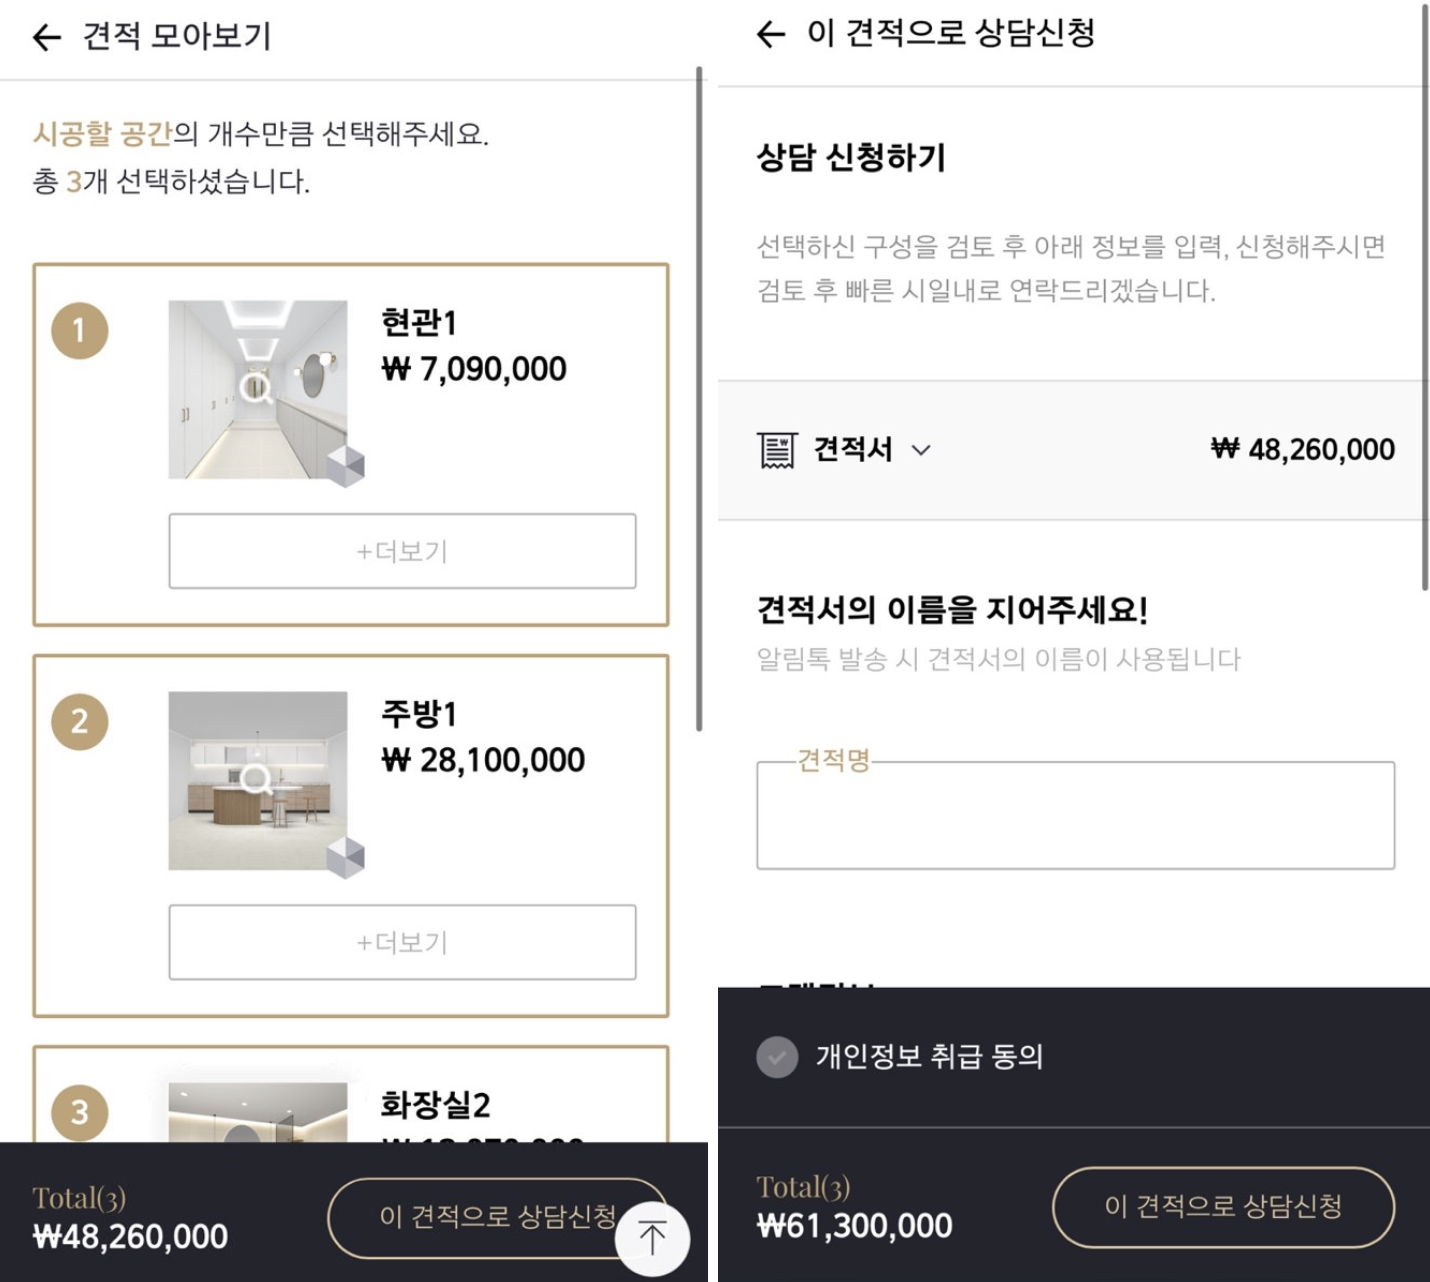 견적 모아보기
시공할 공간의 개수만큼 선택해주세요.
총 3개 선택하셨습니다.
1
현관1
₩ 7,090,000
+더보기
2
주방1
₩ 28,100,000
+더보기
3
화장실2
Total(3)
₩48,260,000
이 견적으로 상담신청
이 견적으로 상담신청
상담 신청하기
선택하신 구성을 검토 후 아래 정보를 입력, 신청해주시면
검토 후 빠른 시일내로 연락드리겠습니다.
견적서
₩ 48,260,000
견적서의 이름을 지어주세요!
알림톡 발송 시 견적서의 이름이 사용됩니다
견적명
개인정보 취급 동의
Total(3)
₩61,300,000
이 견적으로 상담신청